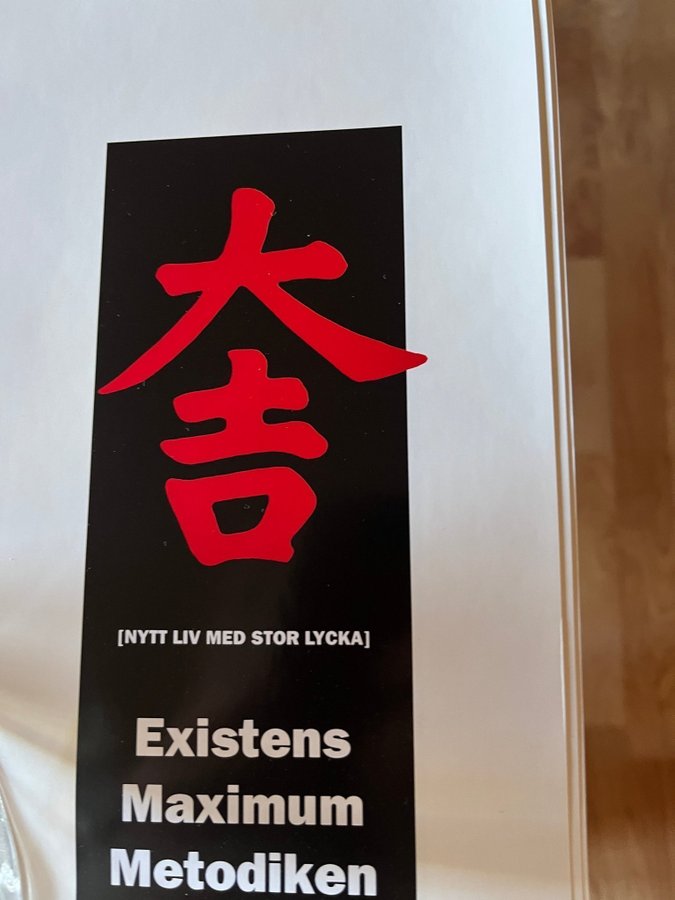 大
吉
[NYTT LIV MED STOR LYCKA]
Existens
Maximum
Metodiken